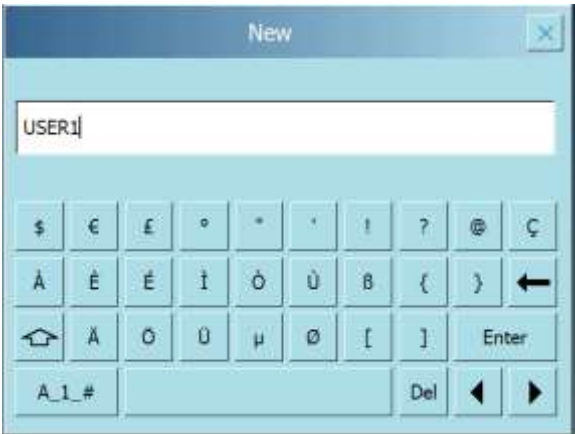 New
USER1
$ € £ ° " ' ! ? @ Ç
À È É Ì Ò Ù ß { }
Ä Ö Ü µ Ø [ ] Enter
A_1_# Del